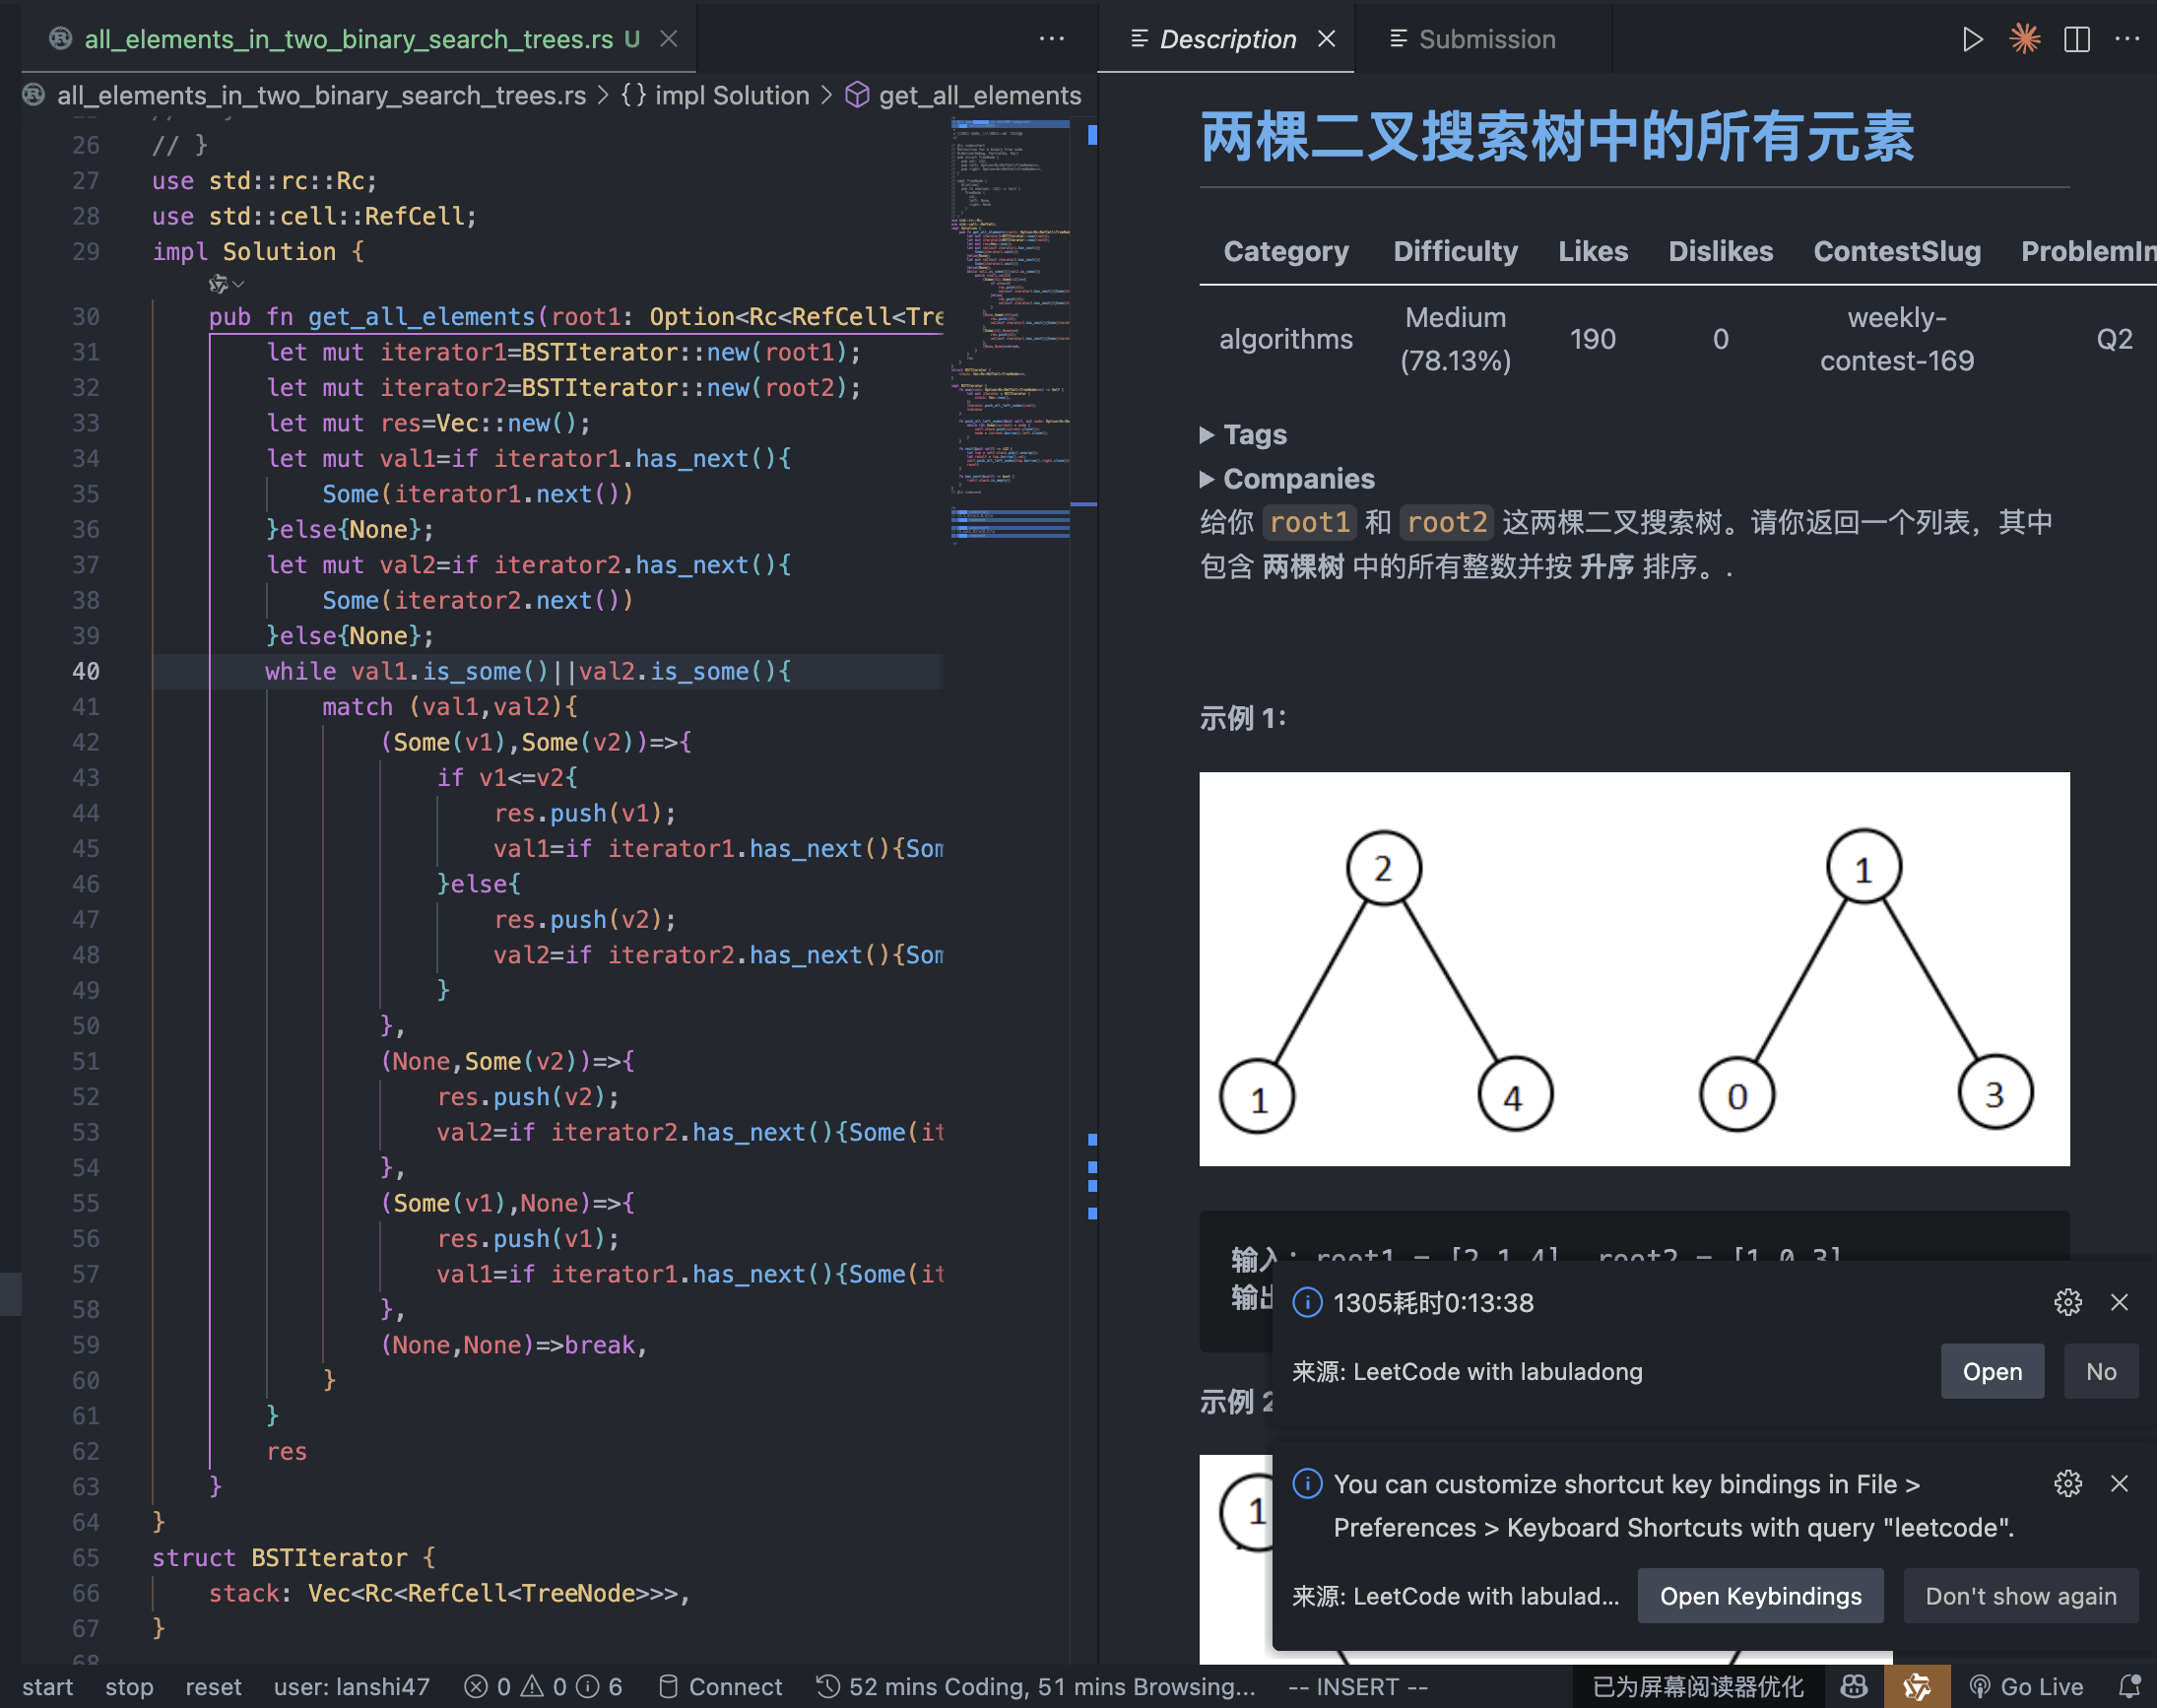 all_elements_in_two_binary_search_trees.rs U
all_elements_in_two_binary_search_trees.rs > {} impl Solution > get_all_elements
26 // }
27 use std::rc::Rc;
28 use std::cell::RefCell;
29 impl Solution {
30 pub fn get_all_elements(root1: Option<Rc<RefCell<Tre
31 let mut iterator1=BSTIterator::new(root1);
32 let mut iterator2=BSTIterator::new(root2);
33 let mut res=Vec::new();
34 let mut val1=if iterator1.has_next(){
35 Some(iterator1.next())
36 }else{None};
37 let mut val2=if iterator2.has_next(){
38 Some(iterator2.next())
39 }else{None};
40 while val1.is_some()||val2.is_some(){
41 match (val1,val2){
42 (Some(v1),Some(v2))=>{
43 if v1<=v2{
44 res.push(v1);
45 val1=if iterator1.has_next(){Som
46 }else{
47 res.push(v2);
48 val2=if iterator2.has_next(){Som
49 }
50 },
51 (None,Some(v2))=>{
52 res.push(v2);
53 val2=if iterator2.has_next(){Some(it
54 },
55 (Some(v1),None)=>{
56 res.push(v1);
57 val1=if iterator1.has_next(){Some(it
58 },
59 (None,None)=>break,
60 }
61 }
62 res
63 }
64 }
65 struct BSTIterator {
66 stack: Vec<Rc<RefCell<TreeNode>>>,
67 }
68
Description
Submission
两棵二叉搜索树中的所有元素
Category Difficulty Likes Dislikes ContestSlug ProblemIn
algorithms Medium (78.13%) 190 0 weekly-contest-169 Q2
Tags
Companies
给你 root1 和 root2 这两棵二叉搜索树。请你返回一个列表，其中
包含 两棵树 中的所有整数并按 升序 排序。.
示例 1：
2 1
1 4 0 3
输入：root1 = [2,1,4], root2 = [1,0,3]
输出
示例 2
1
1305耗时0:13:38
来源: LeetCode with labuladong
Open
No
You can customize shortcut key bindings in File >
Preferences > Keyboard Shortcuts with query "leetcode".
来源: LeetCode with labulad...
Open Keybindings
Don't show again
start stop reset user: lanshi47 0 0 6 Connect 52 mins Coding, 51 mins Browsing... -- INSERT -- 已为屏幕阅读器优化 Go Live